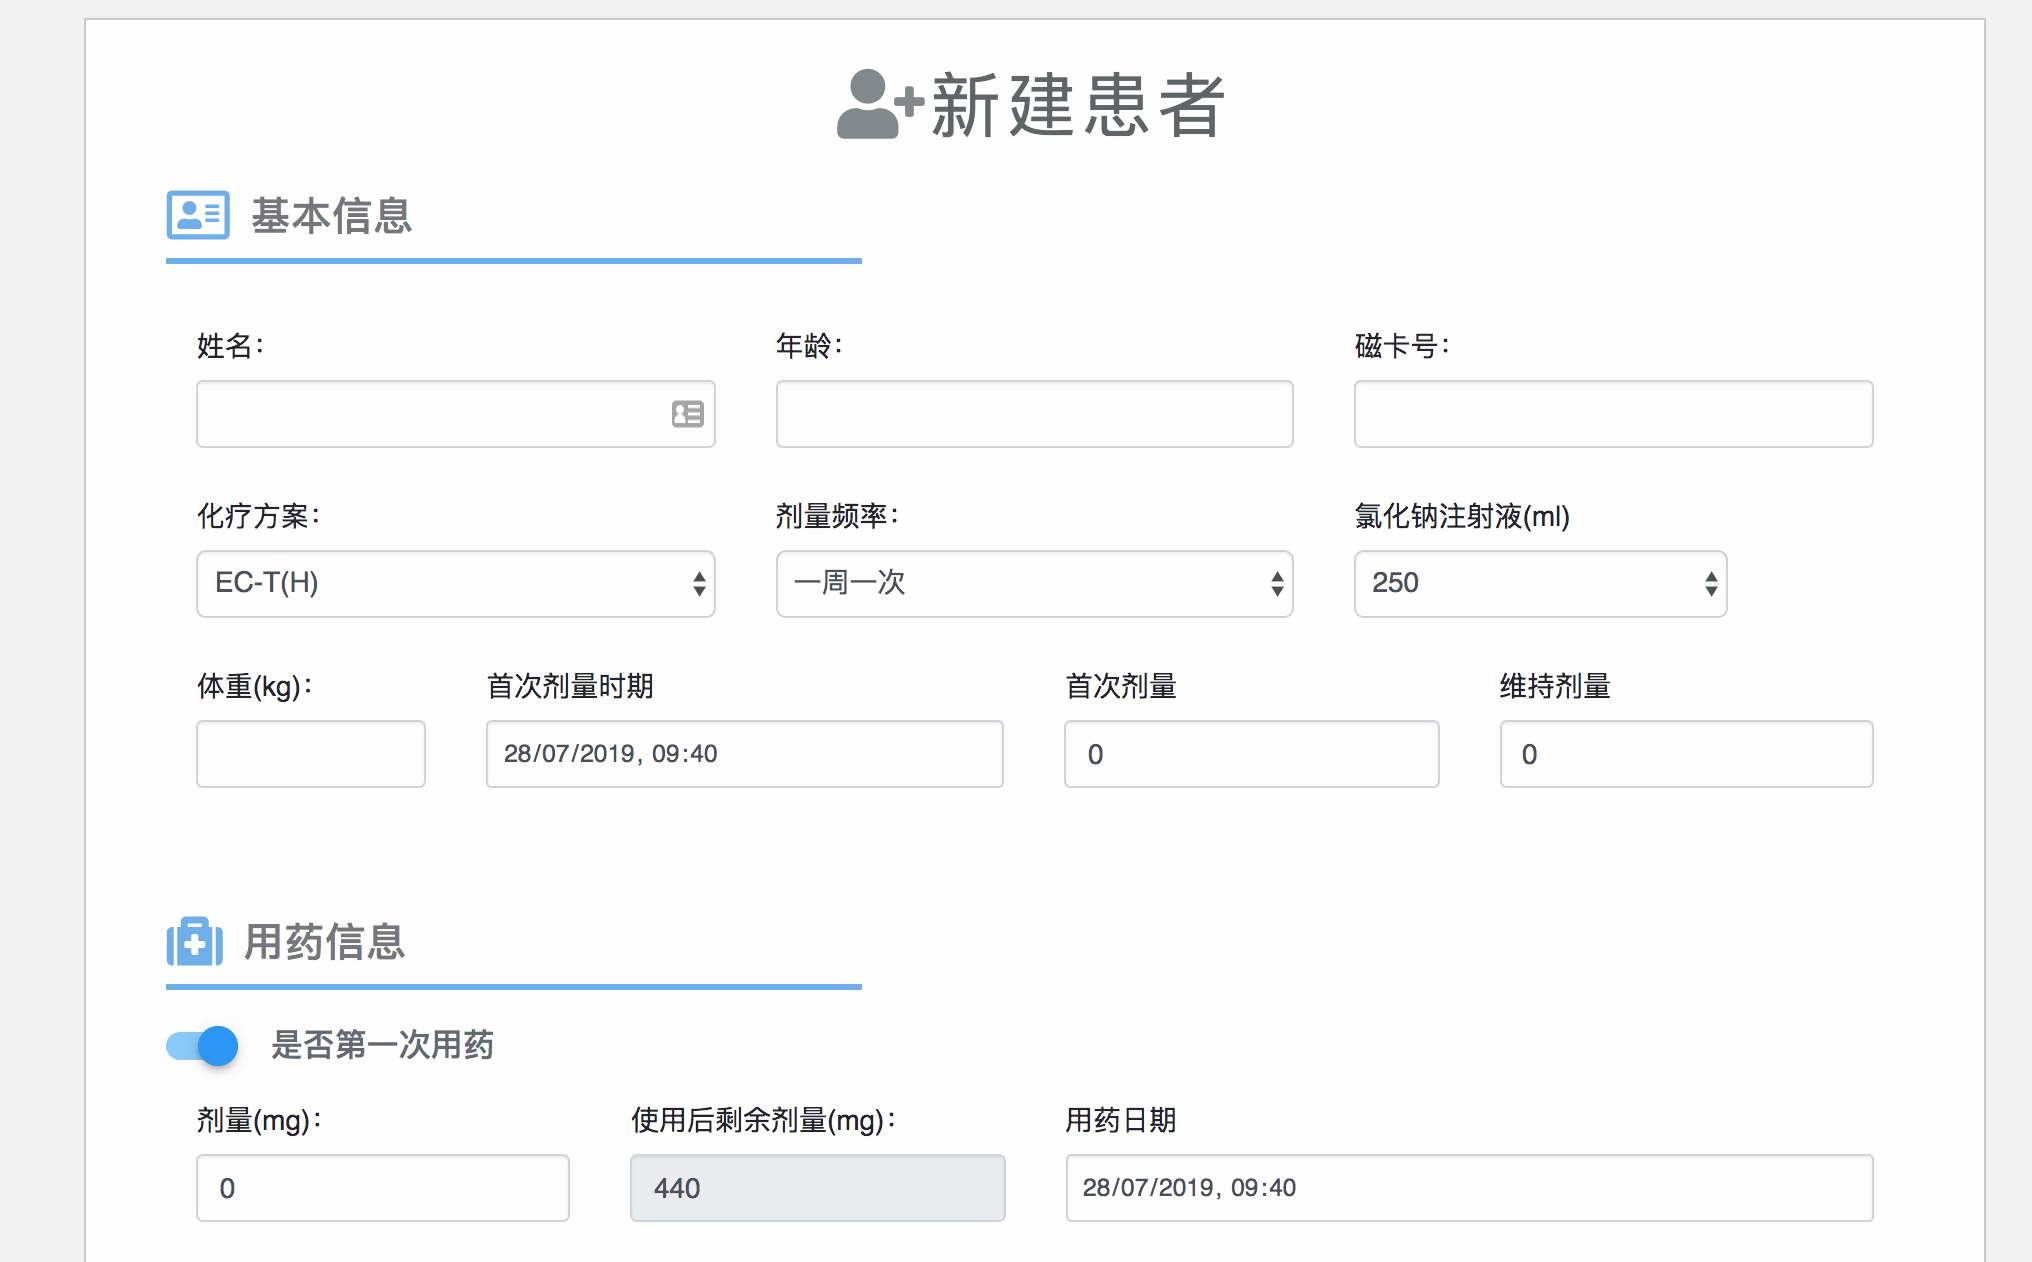 新建患者
基本信息
姓名：
年龄：
磁卡号：
化疗方案：
剂量频率：
氯化钠注射液(ml)
EC-T(H)
一周一次
250
体重(kg)：
首次剂量时期
首次剂量
维持剂量
28/07/2019, 09:40
0
0
用药信息
是否第一次用药
剂量(mg)：
使用后剩余剂量(mg)：
用药日期
0
440
28/07/2019, 09:40